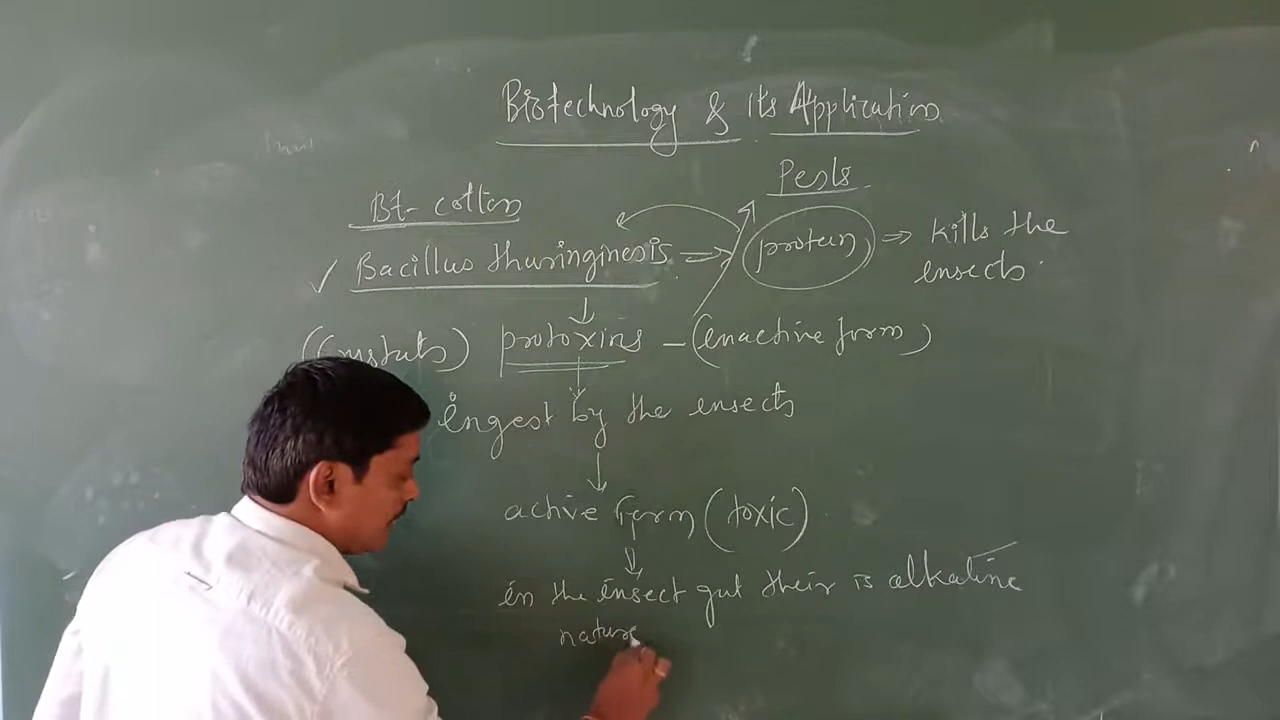 Biotechnology & its Application
Pests
Bt- cotton
✓ Bacillus thuringinesis ⇒ protein ⇒ kills the
insects
(Crystals) protoxins - (inactive form)
ingest by the insects
↓
active form (toxic)
↓
in the insect gut their is alkaline
nature